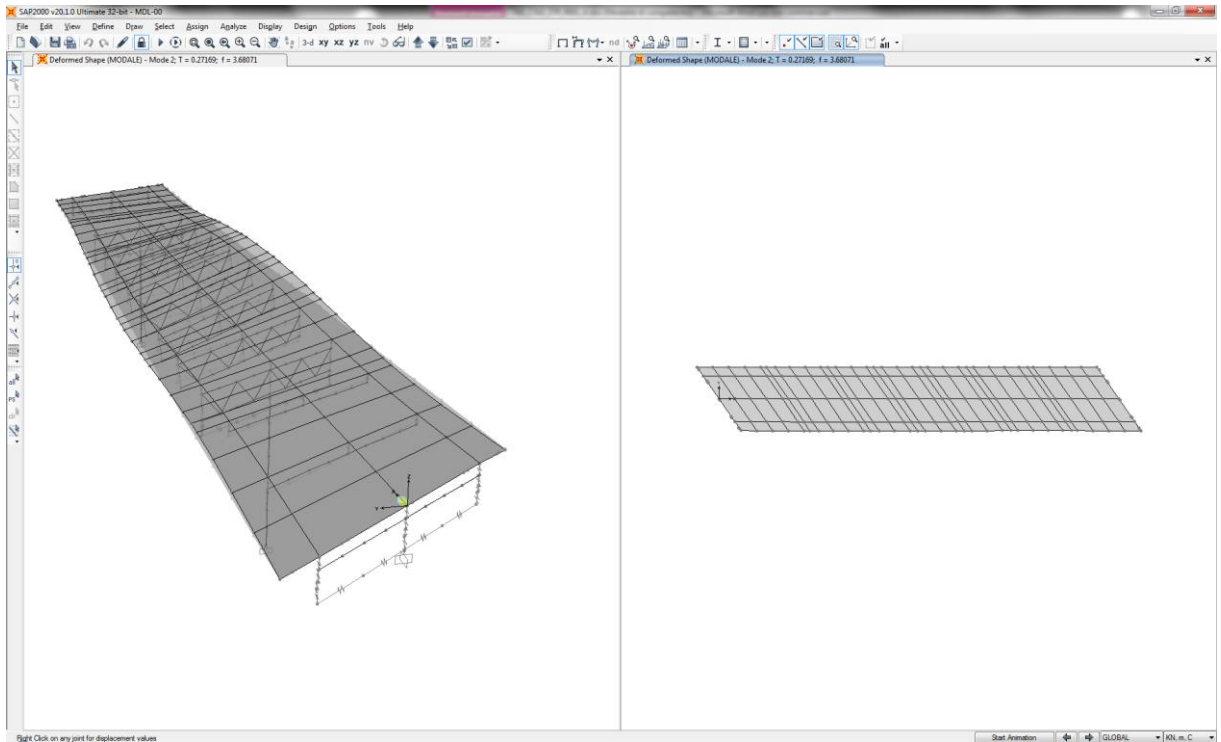 SAP2000 v20.1.0 Ultimate 32-bit - MDL-00
File Edit View Define Draw Select Assign Analyze Display Design Options Tools Help
3-d xy xz yz nv nd all
Deformed Shape (MODALE) - Mode 2; T = 0.27169; f = 3.68071
Deformed Shape (MODALE) - Mode 2; T = 0.27169; f = 3.68071
Z
Y
X
Right Click on any joint for displacement values
Start Animation GLOBAL KN, m, C